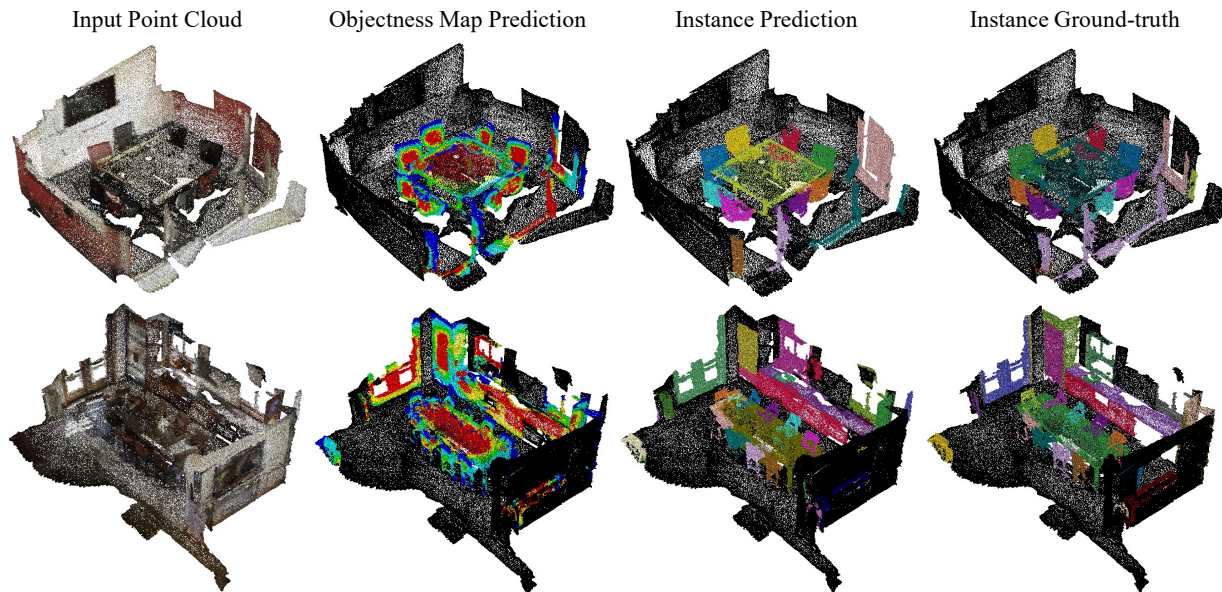 Input Point Cloud
Objectness Map Prediction
Instance Prediction
Instance Ground-truth